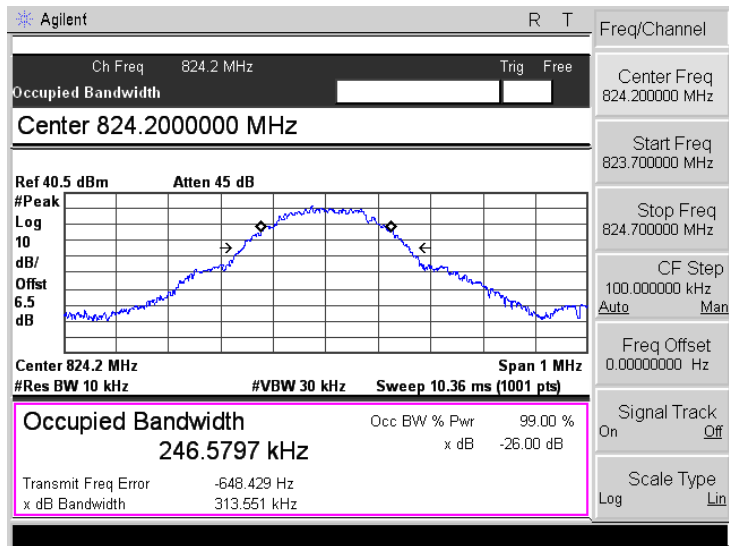 Agilent R T
Ch Freq 824.2 MHz Trig Free
Occupied Bandwidth
Center 824.2000000 MHz
Ref 40.5 dBm Atten 45 dB
#Peak
Log
10
dB/
Offst
6.5
dB
Center 824.2 MHz Span 1 MHz
#Res BW 10 kHz #VBW 30 kHz Sweep 10.36 ms (1001 pts)
Occupied Bandwidth
246.5797 kHz
Occ BW % Pwr 99.00 %
x dB -26.00 dB
Transmit Freq Error -648.429 Hz
x dB Bandwidth 313.551 kHz
Freq/Channel
Center Freq
824.200000 MHz
Start Freq
823.700000 MHz
Stop Freq
824.700000 MHz
CF Step
100.000000 kHz
Auto Man
Freq Offset
0.00000000 Hz
Signal Track
On Off
Scale Type
Log Lin